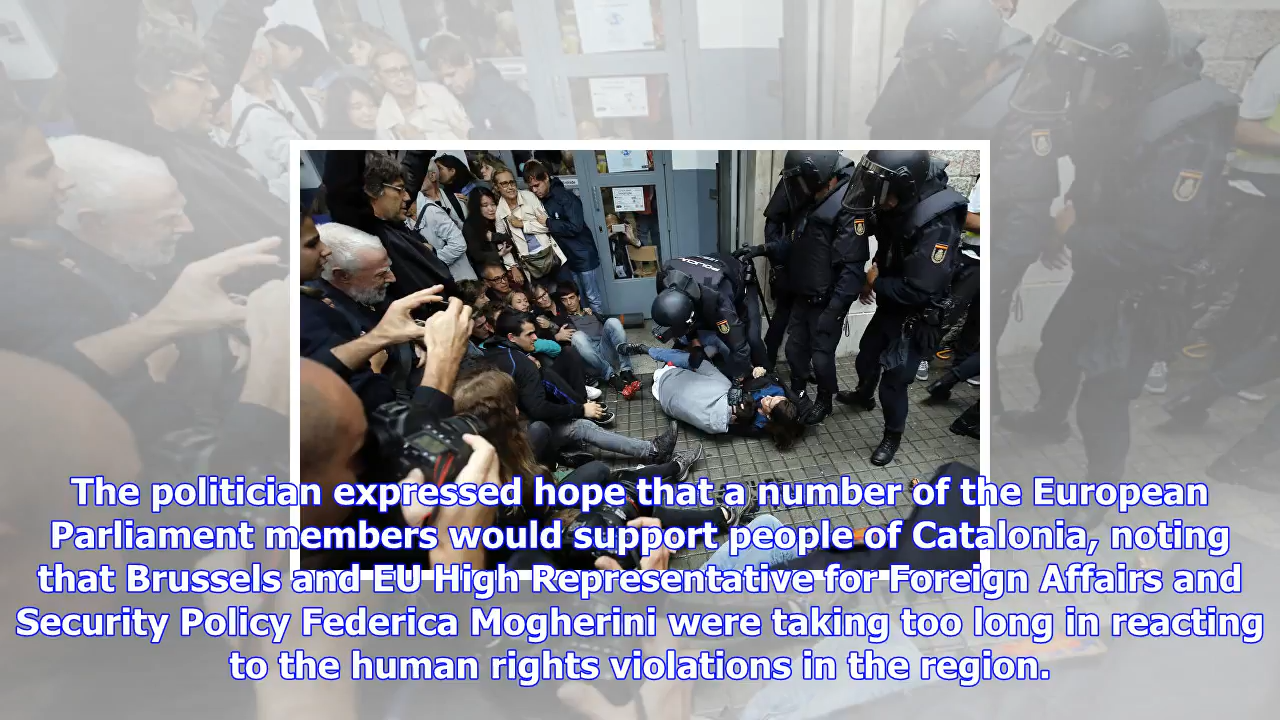 POLICIA
The politician expressed hope that a number of the European
Parliament members would support people of Catalonia, noting
that Brussels and EU High Representative for Foreign Affairs and
Security Policy Federica Mogherini were taking too long in reacting
to the human rights violations in the region.